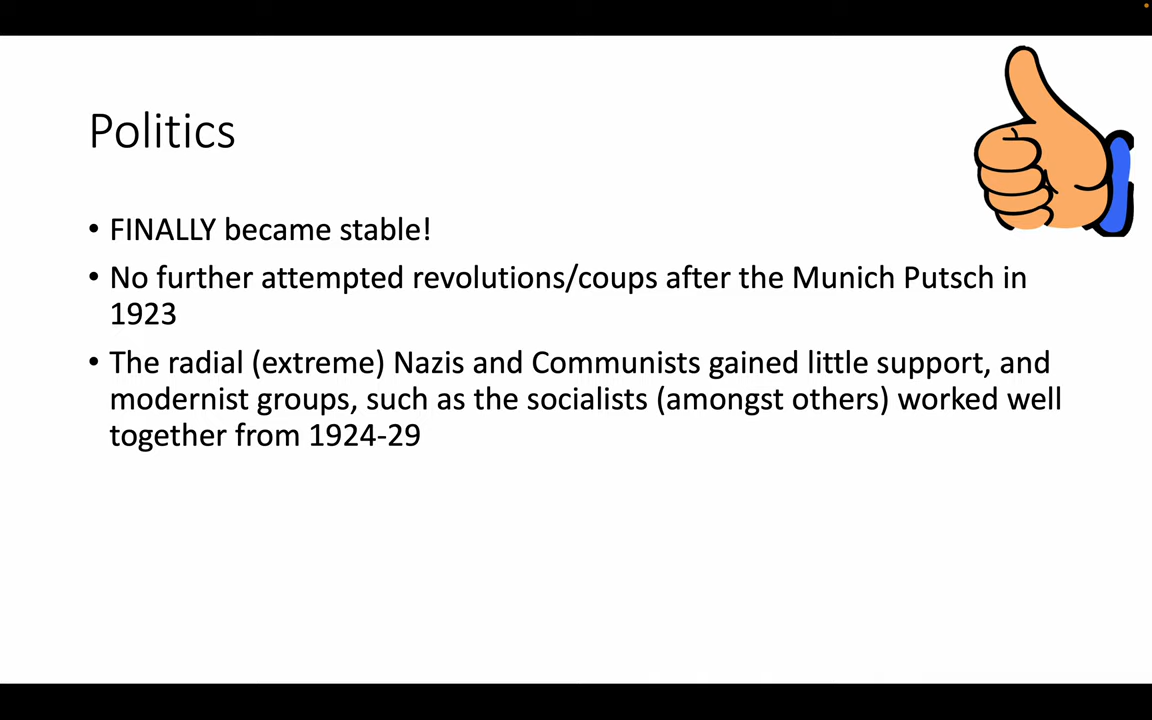 Politics
• FINALLY became stable!
• No further attempted revolutions/coups after the Munich Putsch in
1923
• The radial (extreme) Nazis and Communists gained little support, and
modernist groups, such as the socialists (amongst others) worked well
together from 1924-29